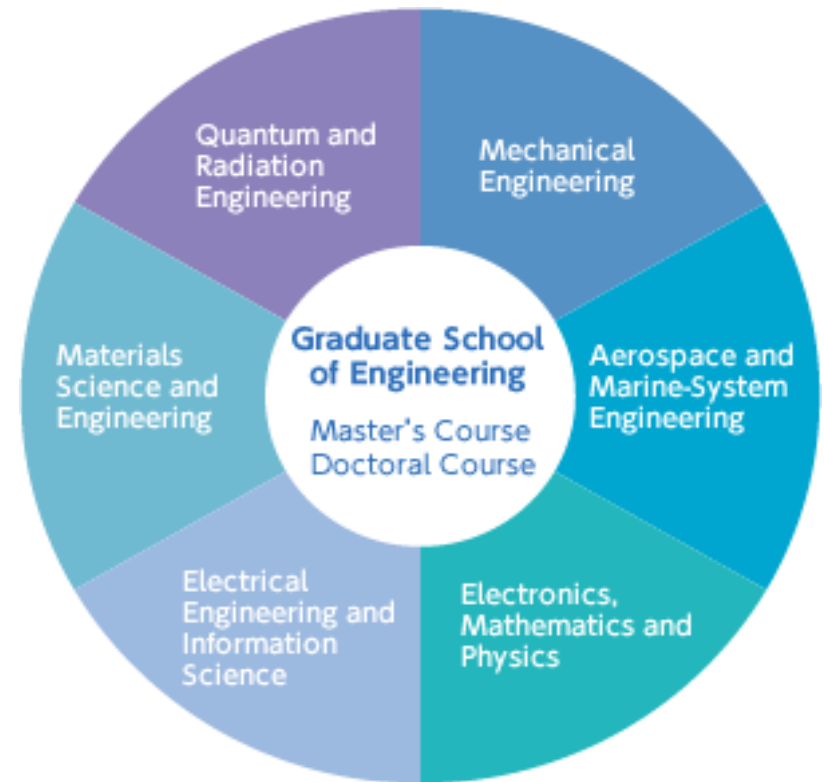 Quantum and
Radiation
Engineering
Mechanical
Engineering
Graduate School
of Engineering
Master's Course
Doctoral Course
Materials
Science and
Engineering
Aerospace and
Marine-System
Engineering
Electrical
Engineering and
Information
Science
Electronics,
Mathematics and
Physics